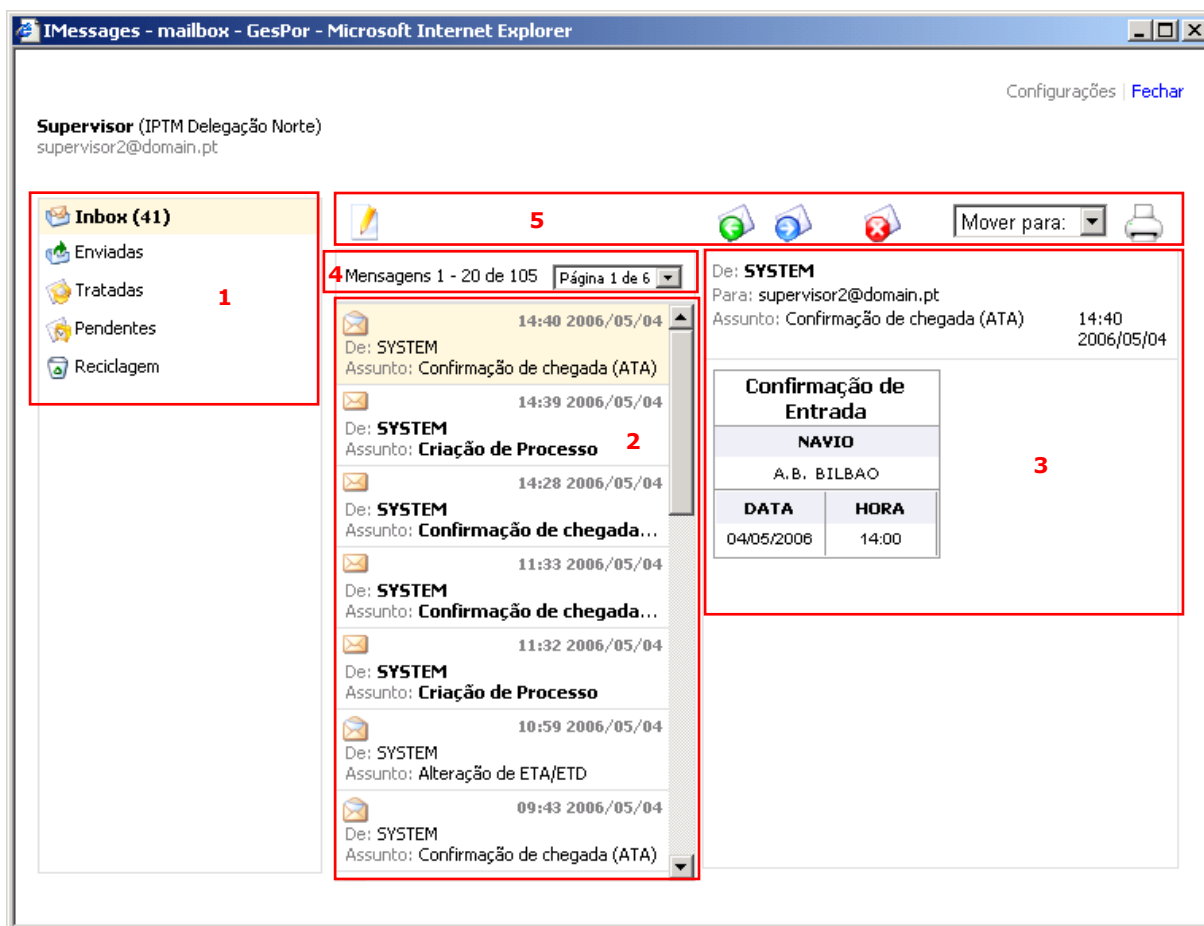 IMessages - mailbox - GesPor - Microsoft Internet Explorer
Configurações | Fechar
Supervisor (IPTM Delegação Norte)
supervisor2@domain.pt
Inbox (41)
Enviadas
Tratadas
Pendentes
Reciclagem
1
5
Mover para:
4
Mensagens 1 - 20 de 105
Página 1 de 6
14:40 2006/05/04
De: SYSTEM
Assunto: Confirmação de chegada (ATA)
14:39 2006/05/04
De: SYSTEM
Assunto: Criação de Processo
2
14:28 2006/05/04
De: SYSTEM
Assunto: Confirmação de chegada...
11:33 2006/05/04
De: SYSTEM
Assunto: Confirmação de chegada...
11:32 2006/05/04
De: SYSTEM
Assunto: Criação de Processo
10:59 2006/05/04
De: SYSTEM
Assunto: Alteração de ETA/ETD
09:43 2006/05/04
De: SYSTEM
Assunto: Confirmação de chegada (ATA)
De: SYSTEM
Para: supervisor2@domain.pt
Assunto: Confirmação de chegada (ATA)
14:40
2006/05/04
Confirmação de
Entrada
NAVIO
A.B. BILBAO
DATA HORA
04/05/2006 14:00
3